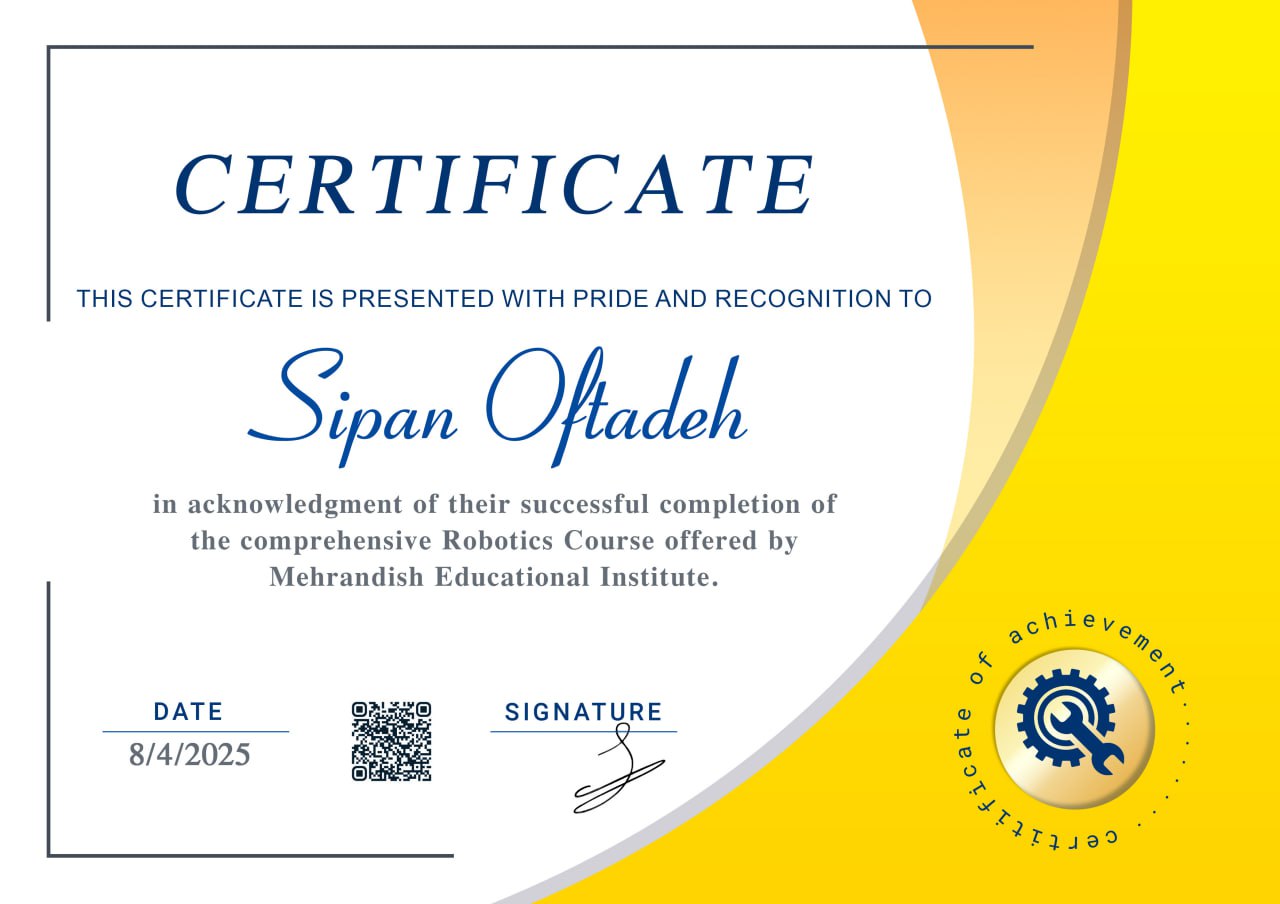 CERTIFICATE
THIS CERTIFICATE IS PRESENTED WITH PRIDE AND RECOGNITION TO
Sipan Oftadeh
in acknowledgment of their successful completion of
the comprehensive Robotics Course offered by
Mehrandish Educational Institute.
DATE
8/4/2025
SIGNATURE
certificate of achievement........